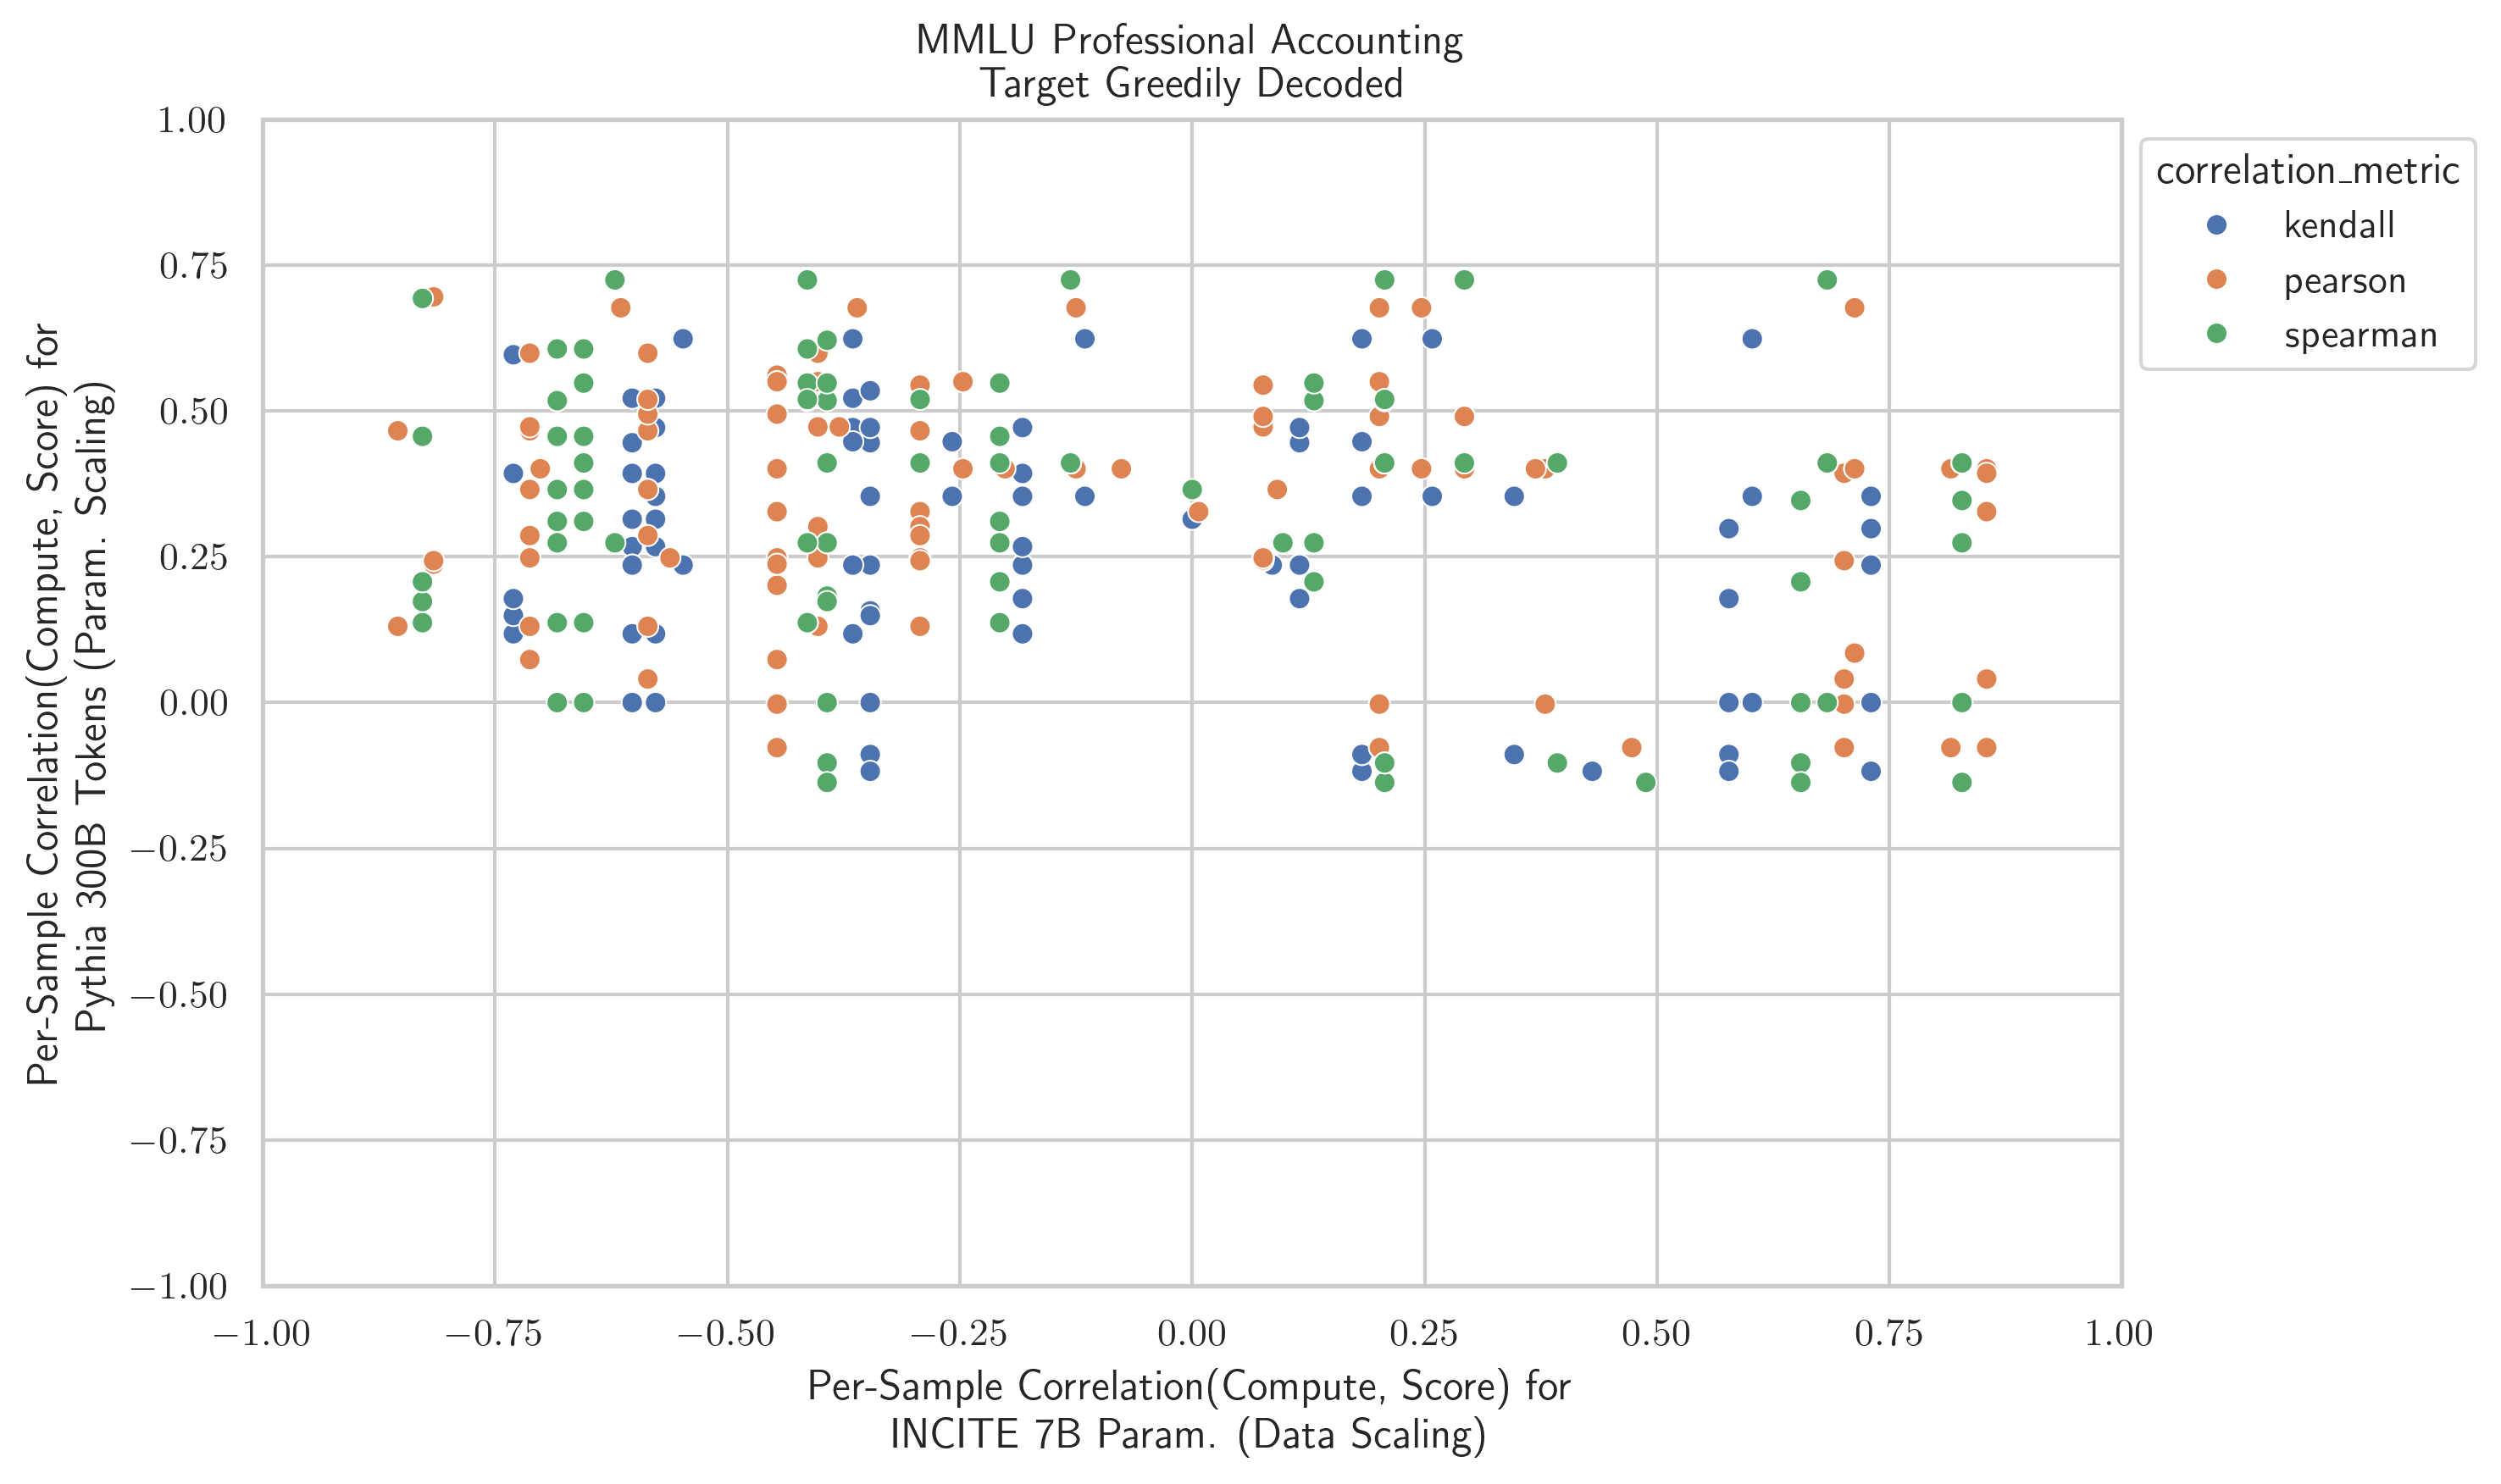 MMLU Professional Accounting
Target Greedily Decoded
Per-Sample Correlation(Compute, Score) for
Pythia 300B Tokens (Param. Scaling)
1.00
0.75
0.50
0.25
0.00
−0.25
−0.50
−0.75
−1.00
−1.00
−0.75
−0.50
−0.25
0.00
0.25
0.50
0.75
1.00
Per-Sample Correlation(Compute, Score) for
INCITE 7B Param. (Data Scaling)
correlation_metric
kendall
pearson
spearman